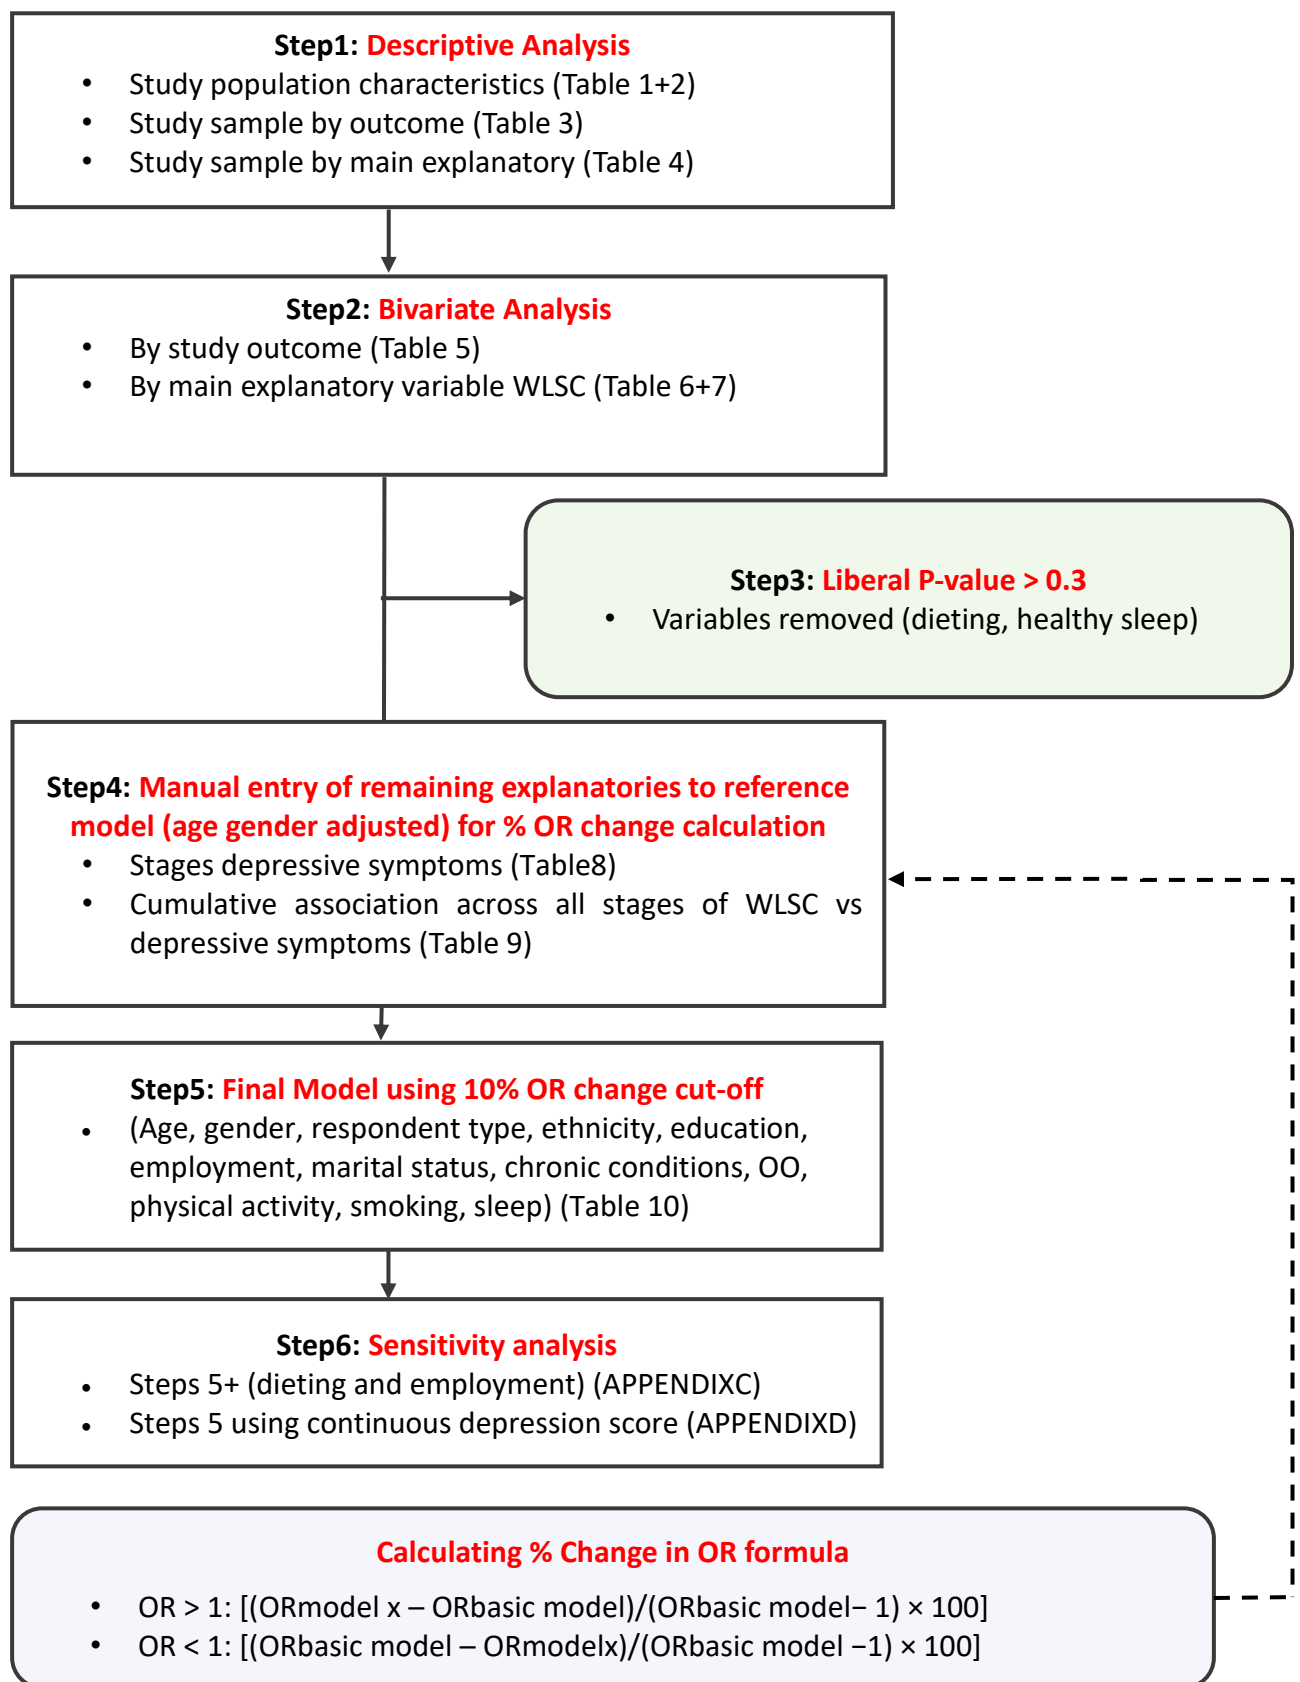 Step1: Descriptive Analysis
• Study population characteristics (Table 1+2)
• Study sample by outcome (Table 3)
• Study sample by main explanatory (Table 4)
Step2: Bivariate Analysis
• By study outcome (Table 5)
• By main explanatory variable WLSC (Table 6+7)
Step3: Liberal P-value > 0.3
• Variables removed (dieting, healthy sleep)
Step4: Manual entry of remaining explanatories to reference
model (age gender adjusted) for % OR change calculation
• Stages depressive symptoms (Table8)
• Cumulative association across all stages of WLSC vs
depressive symptoms (Table 9)
Step5: Final Model using 10% OR change cut-off
• (Age, gender, respondent type, ethnicity, education,
employment, marital status, chronic conditions, OO,
physical activity, smoking, sleep) (Table 10)
Step6: Sensitivity analysis
• Steps 5+ (dieting and employment) (APPENDIXC)
• Steps 5 using continuous depression score (APPENDIXD)
Calculating % Change in OR formula
• OR > 1: [(ORmodel x – ORbasic model)/(ORbasic model− 1) × 100]
• OR < 1: [(ORbasic model – ORmodelx)/(ORbasic model −1) × 100]